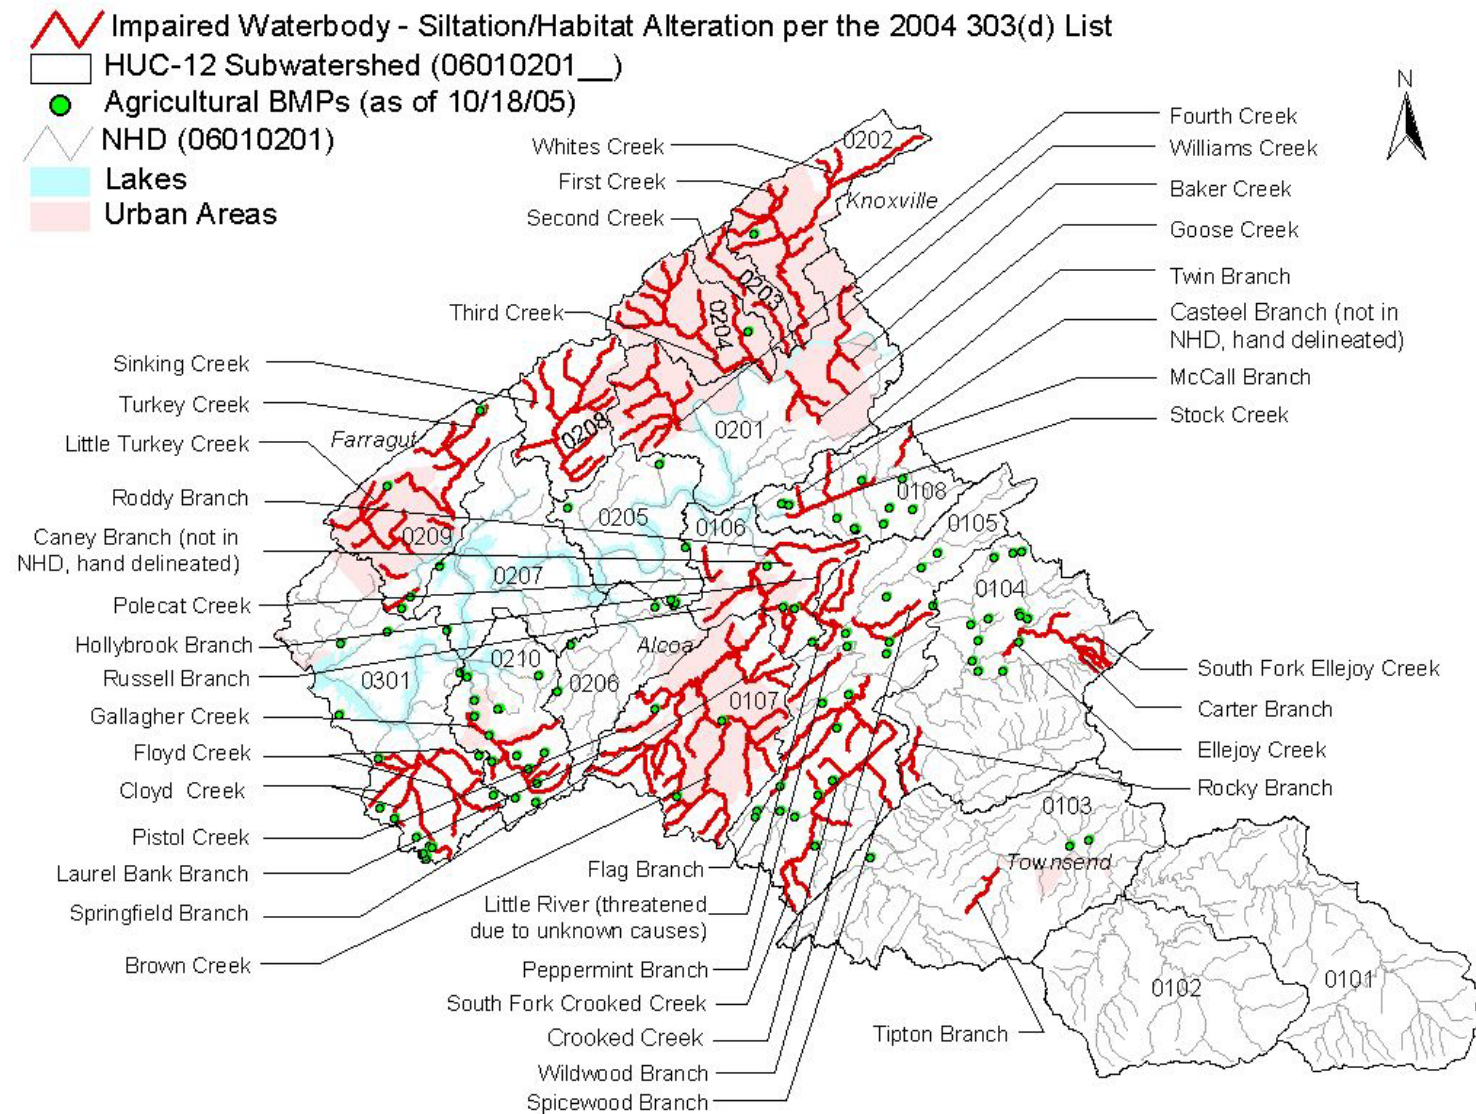 Impaired Waterbody - Siltation/Habitat Alteration per the 2004 303(d) List
HUC-12 Subwatershed (06010201__)
Agricultural BMPs (as of 10/18/05)
NHD (06010201)
Lakes
Urban Areas
N
Whites Creek
First Creek
Second Creek
Third Creek
Sinking Creek
Turkey Creek
Little Turkey Creek
Roddy Branch
Caney Branch (not in
NHD, hand delineated)
Polecat Creek
Hollybrook Branch
Russell Branch
Gallagher Creek
Floyd Creek
Cloyd Creek
Pistol Creek
Laurel Bank Branch
Springfield Branch
Brown Creek
Fourth Creek
Williams Creek
Baker Creek
Goose Creek
Twin Branch
Casteel Branch (not in
NHD, hand delineated)
McCall Branch
Stock Creek
South Fork Ellejoy Creek
Carter Branch
Ellejoy Creek
Rocky Branch
Flag Branch
Little River (threatened
due to unknown causes)
Peppermint Branch
South Fork Crooked Creek
Crooked Creek
Wildwood Branch
Spicewood Branch
Tipton Branch
0202
Knoxville
0203
0204
0201
0208
Farragut
0209
0205
0106
0108
0105
0207
0104
Alcoa
0210
0301
0206
0107
0103
Townsend
0102
0101